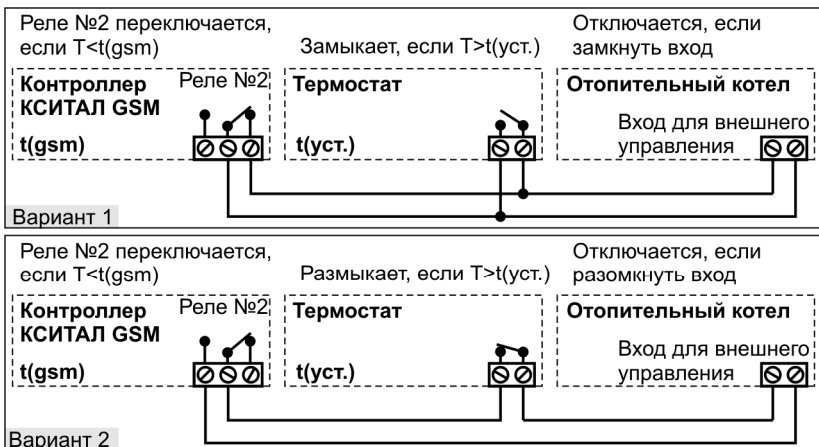 Реле №2 переключается,
если T<t(gsm)
Замыкает, если T>t(уст.)
Отключается, если
замкнуть вход
Контроллер
КСИТАЛ GSM
Реле №2
t(gsm)
Термостат
t(уст.)
Отопительный котел
Вход для внешнего
управления
Вариант 1
Реле №2 переключается,
если T<t(gsm)
Размыкает, если T>t(уст.)
Отключается, если
разомкнуть вход
Контроллер
КСИТАЛ GSM
Реле №2
t(gsm)
Термостат
t(уст.)
Отопительный котел
Вход для внешнего
управления
Вариант 2